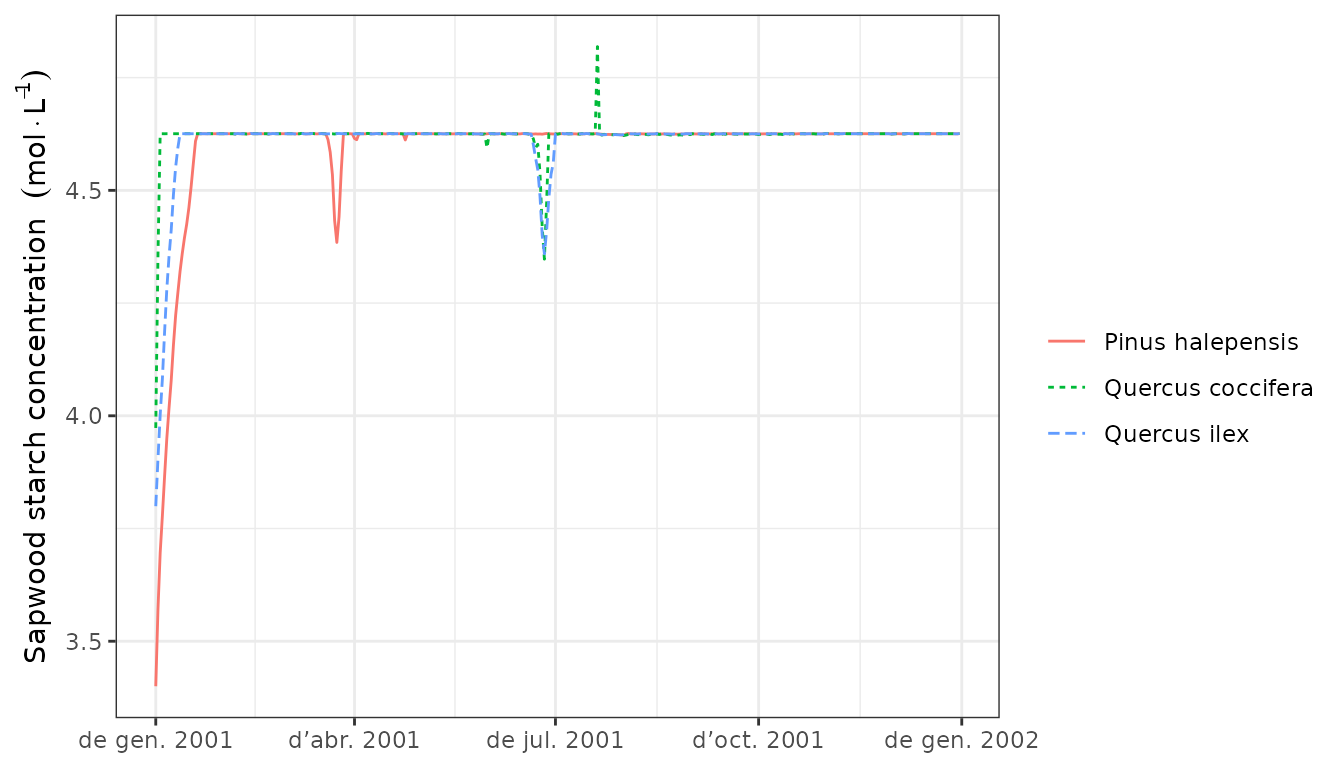 Sapwood starch concentration (mol·L⁻¹)
4.5
4.0
3.5
de gen. 2001
d’abr. 2001
de jul. 2001
d’oct. 2001
de gen. 2002
Pinus halepensis
Quercus coccifera
Quercus ilex